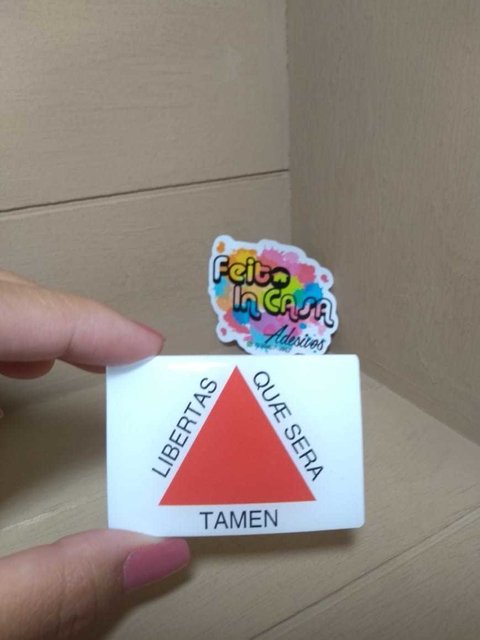 Feito
In Casa
Adesivos
LIBERTAS
QUÆ SERA
TAMEN